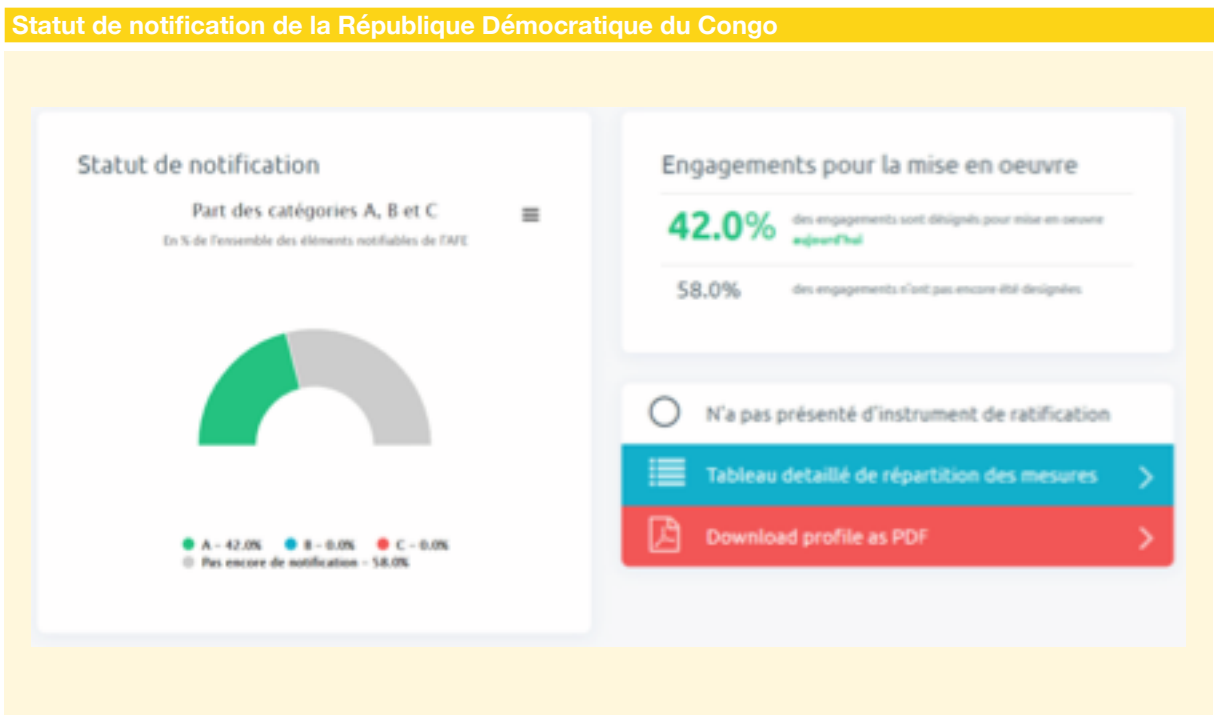 Statut de notification de la République Démocratique du Congo
Statut de notification
Part des catégories A, B et C
En % de l'ensemble des éléments notifiables de l'AFE
A – 42.0% B – 0.0% C – 0.0%
Pas encore de notification – 58.0%
Engagements pour la mise en oeuvre
42.0% des engagements sont désignés pour mise en oeuvre
aujourd'hui
58.0% des engagements n'ont pas encore été designées
N'a pas présenté d'instrument de ratification
Tableau detaillé de répartition des mesures
Download profile as PDF